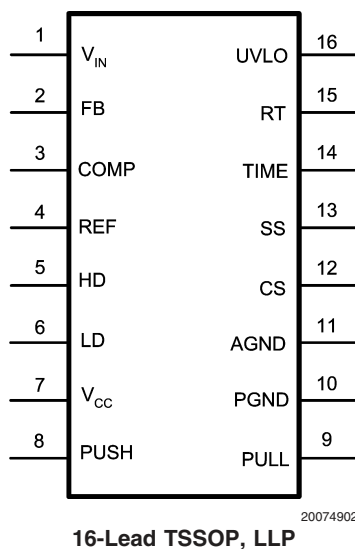 1 V_IN UVLO 16
2 FB RT 15
3 COMP TIME 14
4 REF SS 13
5 HD CS 12
6 LD AGND 11
7 V_CC PGND 10
8 PUSH PULL 9
20074902
16-Lead TSSOP, LLP